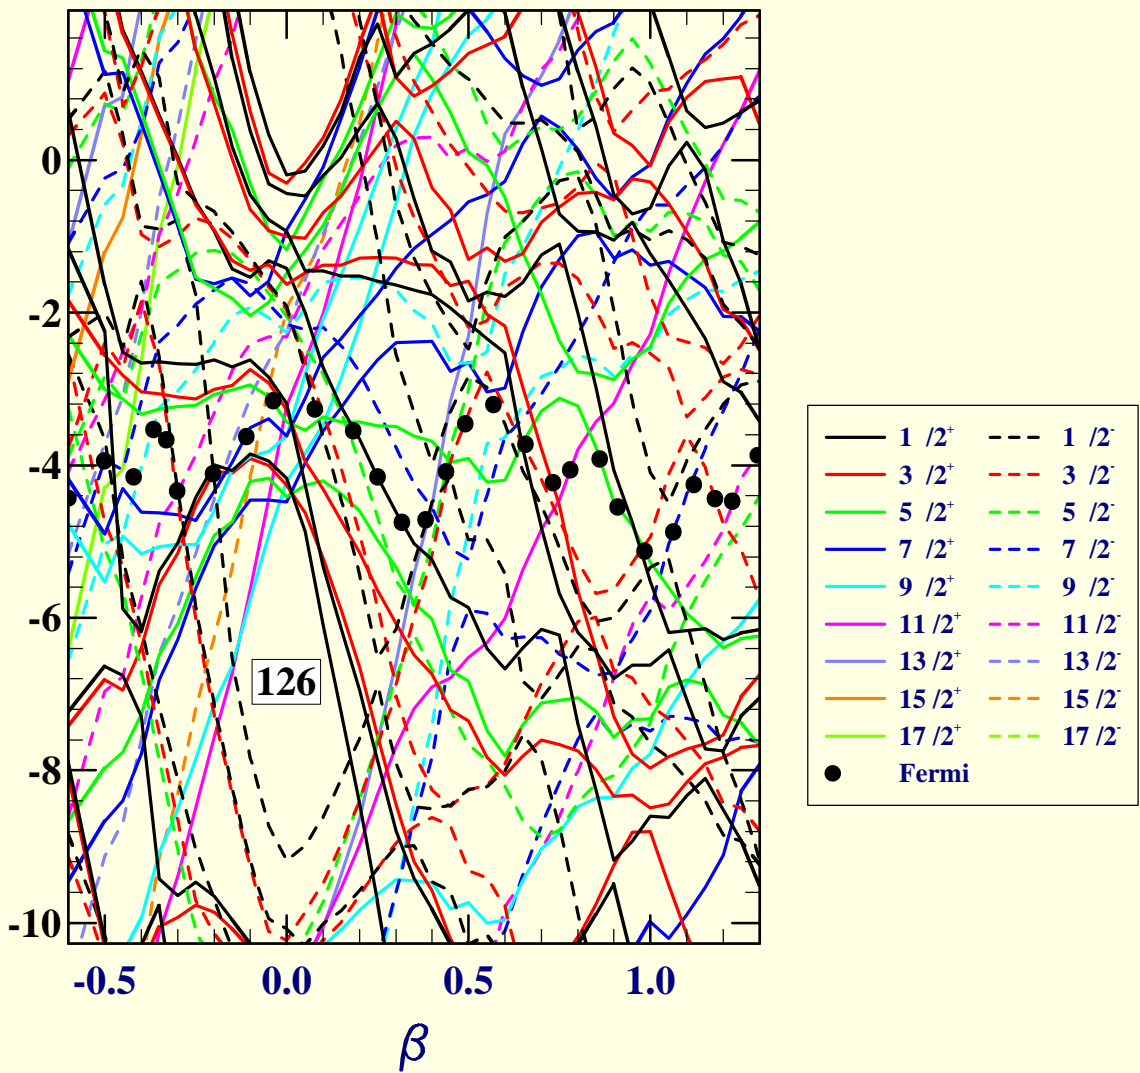 0
-2
-4
-6
-8
-10
126
-0.5 0.0 0.5 1.0
β
1 /2⁺ 1 /2⁻
3 /2⁺ 3 /2⁻
5 /2⁺ 5 /2⁻
7 /2⁺ 7 /2⁻
9 /2⁺ 9 /2⁻
11 /2⁺ 11 /2⁻
13 /2⁺ 13 /2⁻
15 /2⁺ 15 /2⁻
17 /2⁺ 17 /2⁻
Fermi